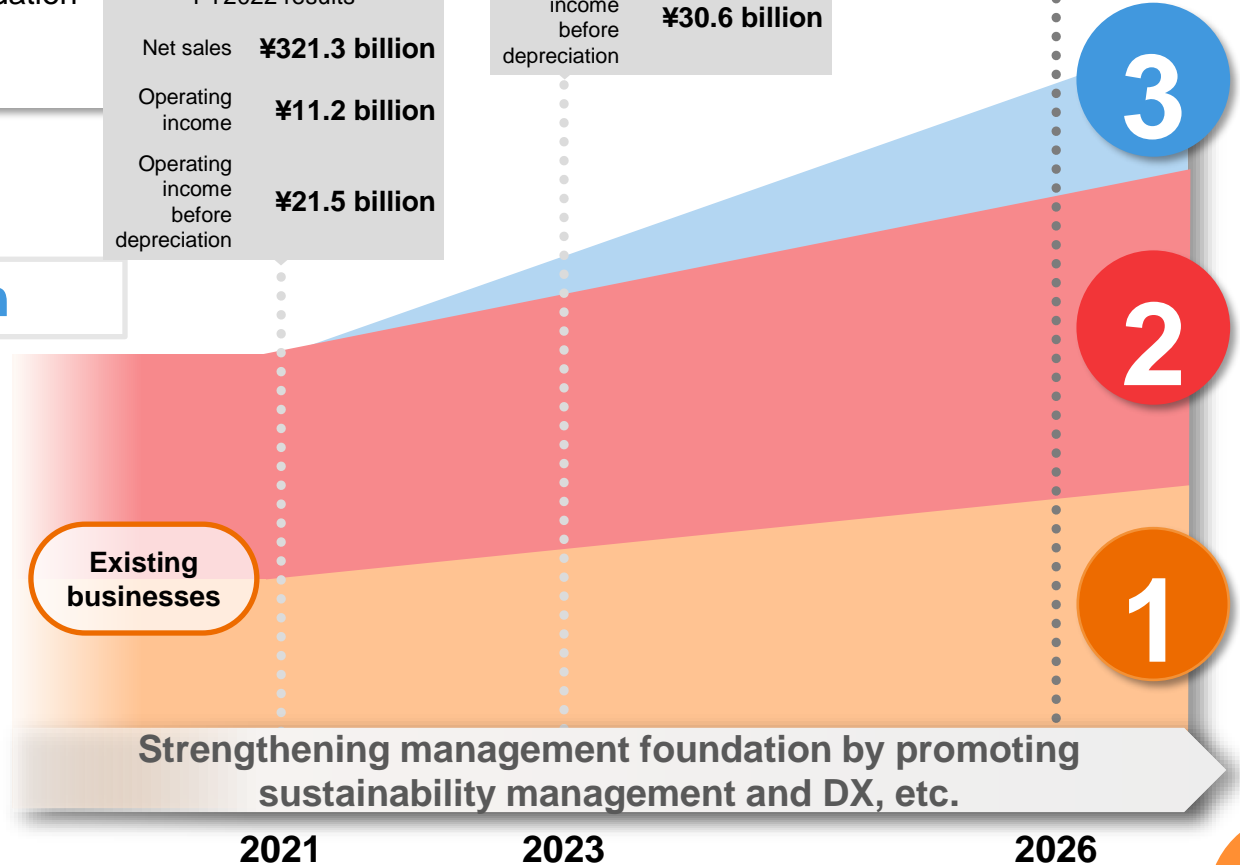 FY2022 results
income
before
depreciation
¥30.6 billion
Net sales ¥321.3 billion
Operating
income
¥11.2 billion
Operating
income
before
depreciation
¥21.5 billion
3
2
Existing
businesses
1
Strengthening management foundation by promoting
sustainability management and DX, etc.
2021 2023 2026